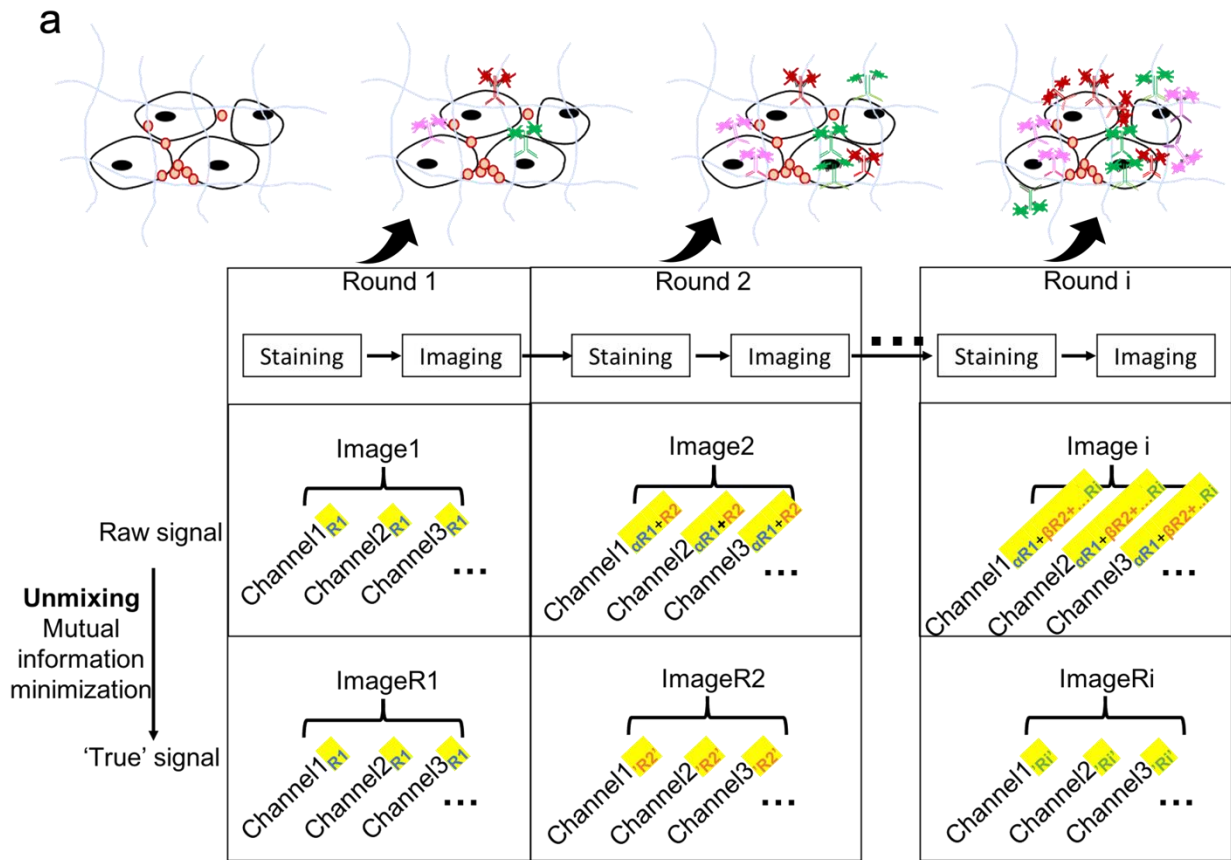 a
Round 1
Round 2
Round i
Staining
Imaging
Staining
Imaging
...
Staining
Imaging
Raw signal
Image1
Channel1 R1
Channel2 R1
Channel3 R1
...
Image2
Channel1 αR1+R2
Channel2 αR1+R2
Channel3 αR1+R2
...
Image i
Channel1 αR1+βR2+...Ri
Channel2 αR1+βR2+...Ri
Channel3 αR1+βR2+..Ri
...
Unmixing
Mutual
information
minimization
'True' signal
ImageR1
Channel1 R1
Channel2 R1
Channel3 R1
...
ImageR2
Channel1 'R2'
Channel2 'R2'
Channel3 'R2'
...
ImageRi
Channel1 'Ri'
Channel2 'Ri'
Channel3 'Ri'
...